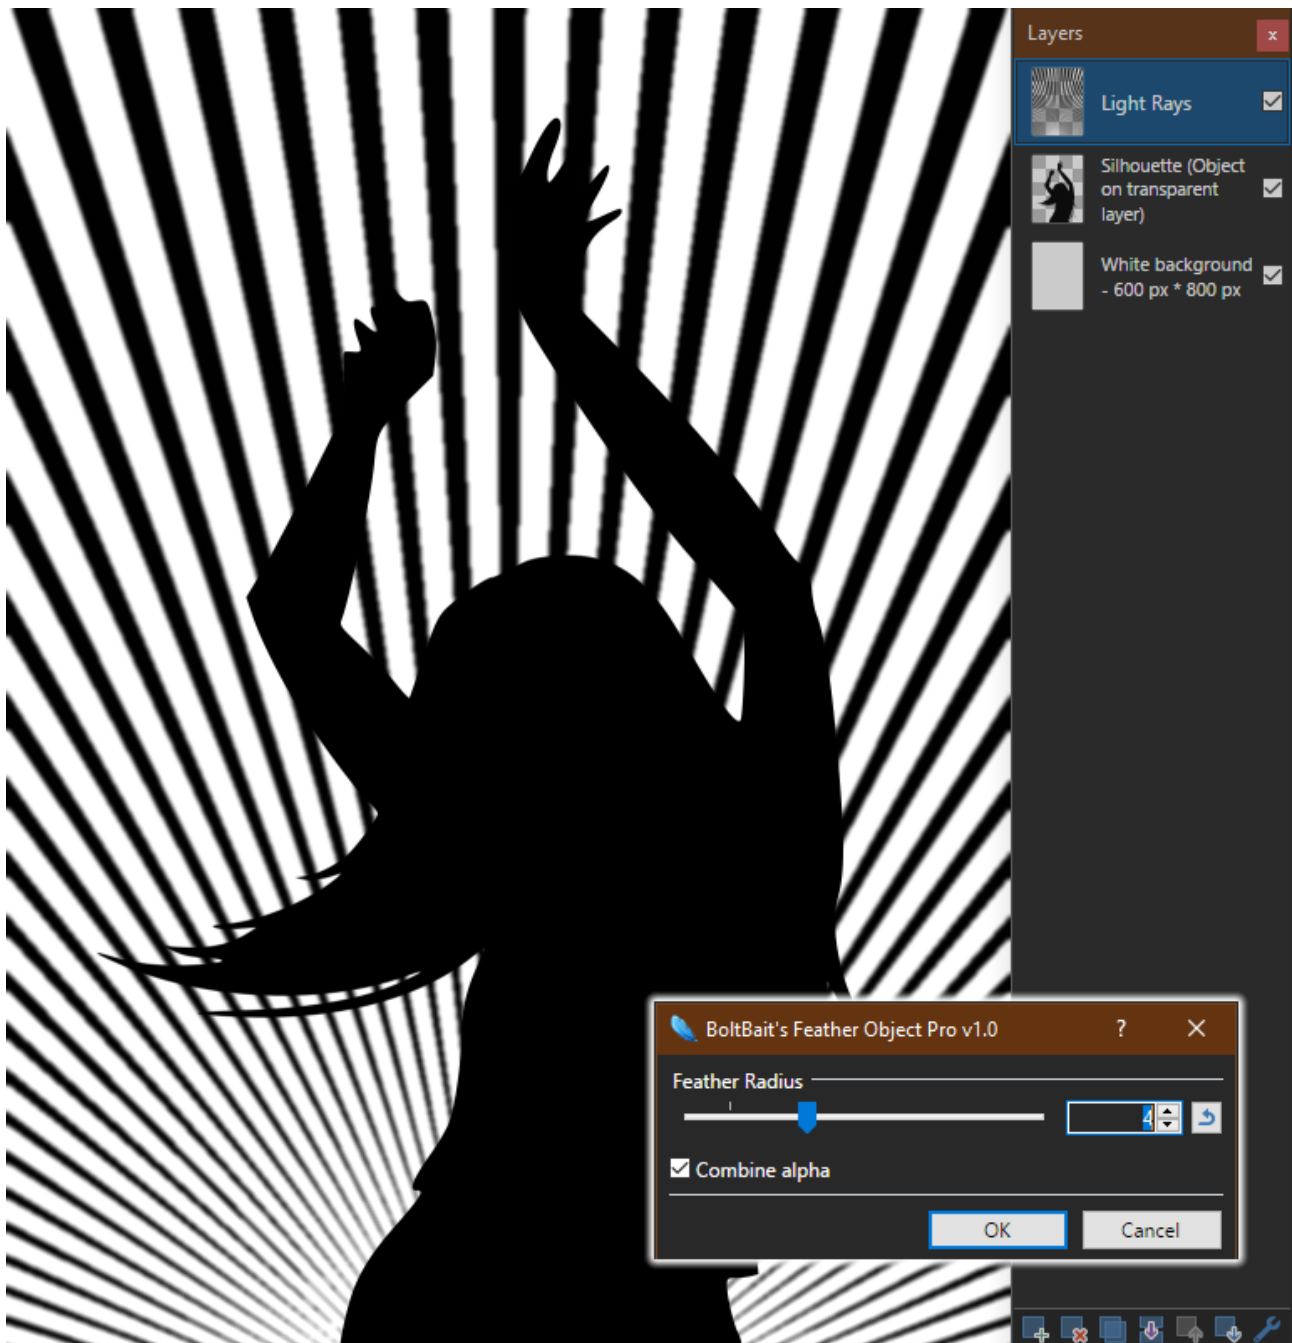 Layers
x
Light Rays
Silhouette (Object
on transparent
layer)
White background
- 600 px * 800 px
BoltBait's Feather Object Pro v1.0
?
Feather Radius
4
Combine alpha
OK
Cancel